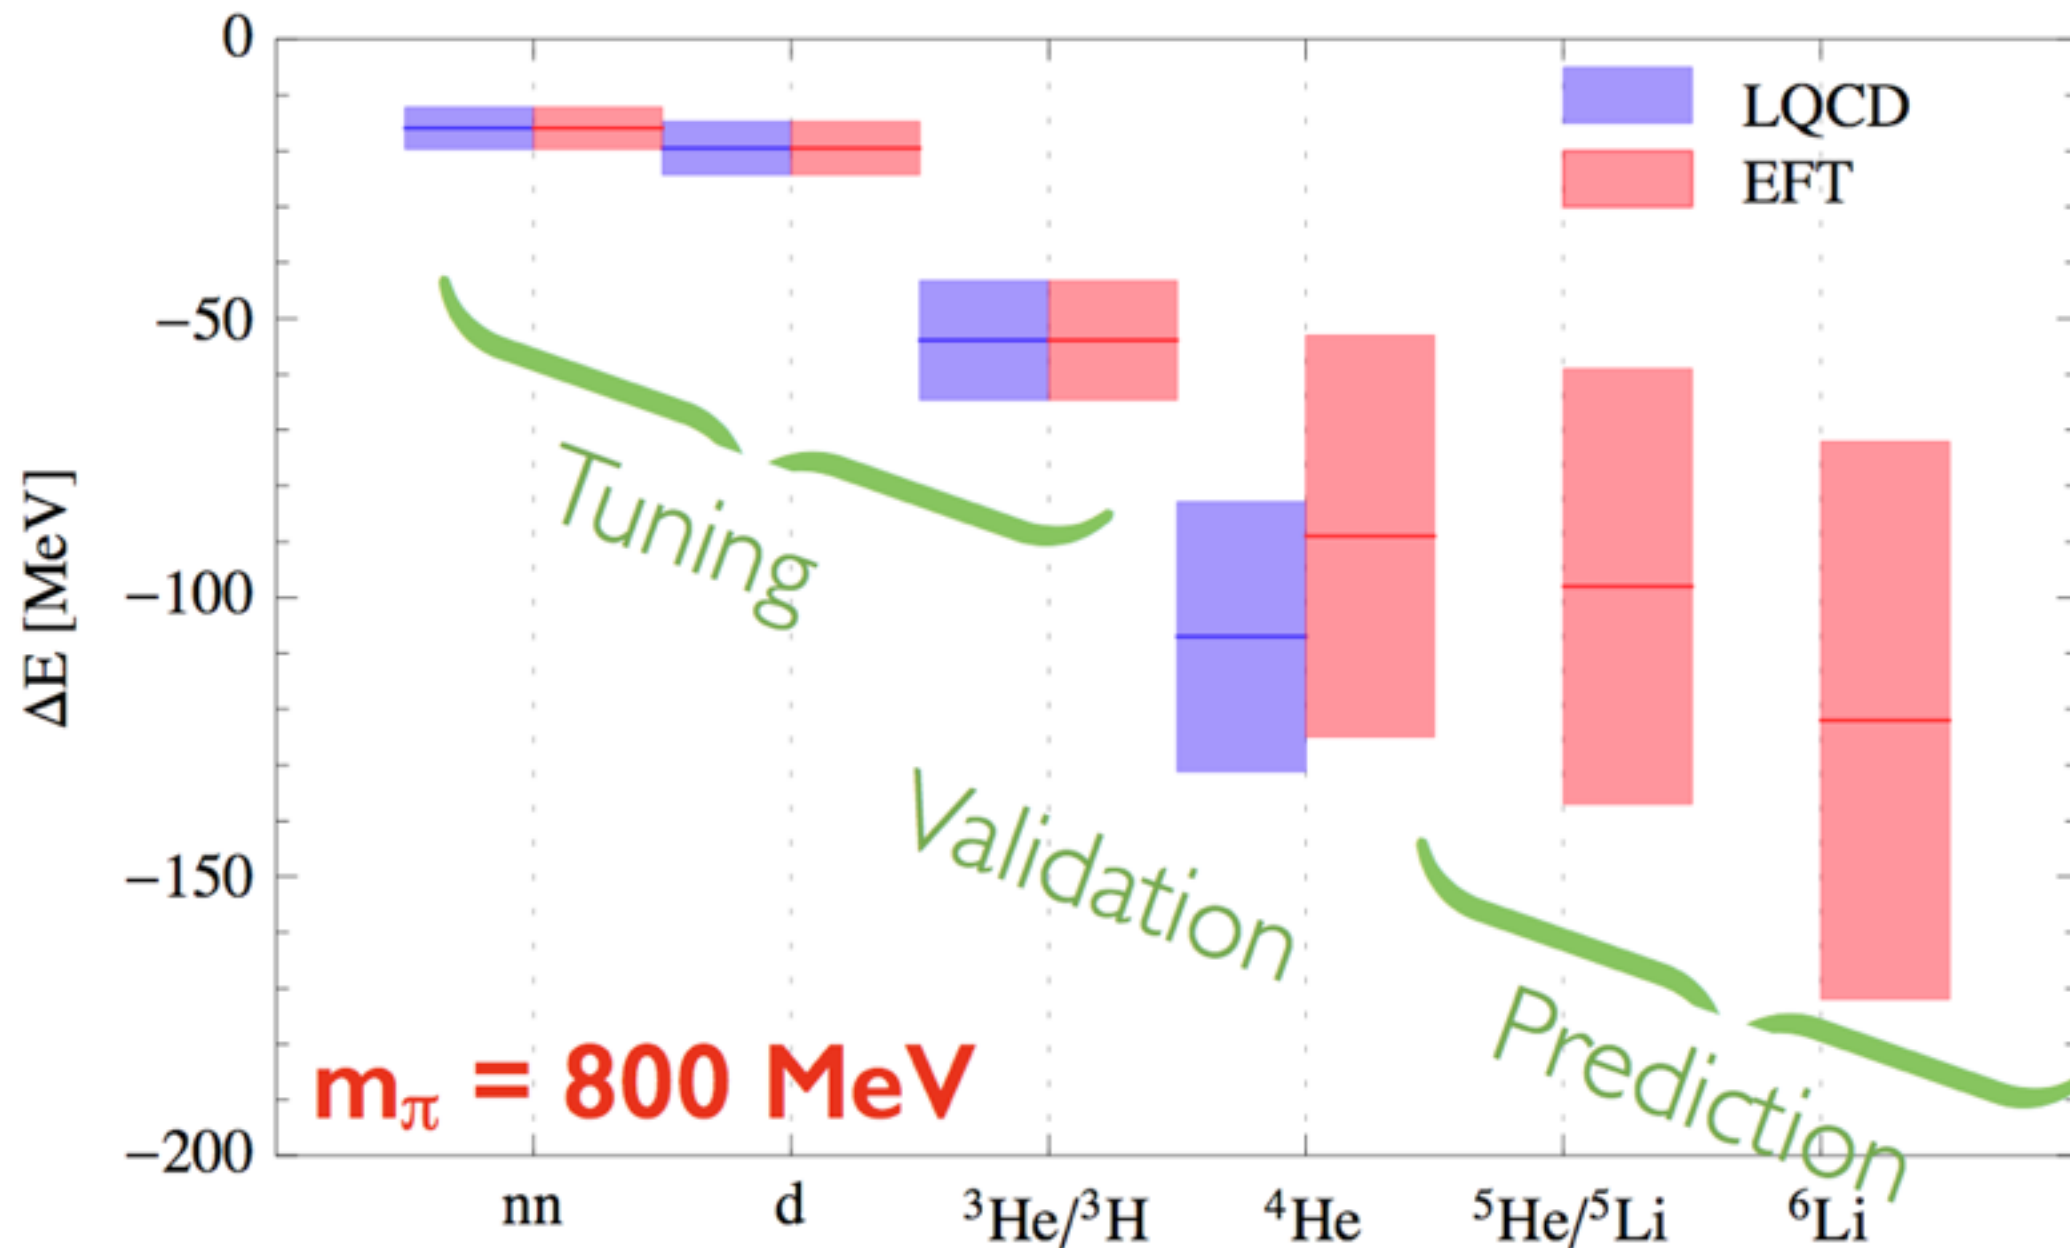 0
−50
−100
−150
−200
ΔE [MeV]
LQCD
EFT
Tuning
Validation
Prediction
mπ = 800 MeV
nn
d
³He/³H
⁴He
⁵He/⁵Li
⁶Li